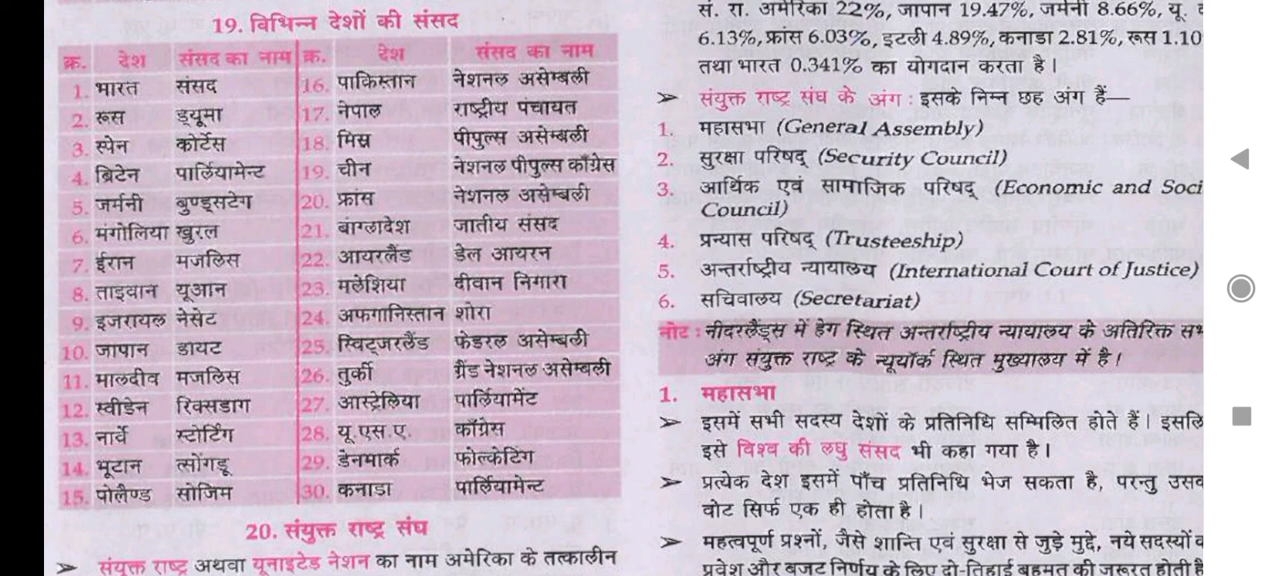 19. विभिन्न देशों की संसद
क्र. देश संसद का नाम क्र. देश संसद का नाम
1. भारत संसद 16. पाकिस्तान नेशनल असेम्बली
2. रूस ड्यूमा 17. नेपाल राष्ट्रीय पंचायत
3. स्पेन कोर्टेस 18. मिस्र पीपुल्स असेम्बली
4. ब्रिटेन पार्लियामेन्ट 19. चीन नेशनल पीपुल्स काँग्रेस
5. जर्मनी बुण्ड्सटेग 20. फ्रांस नेशनल असेम्बली
6. मंगोलिया खुरल 21. बांग्लादेश जातीय संसद
7. ईरान मजलिस 22. आयरलैंड डेल आयरन
8. ताइवान यूआन 23. मलेशिया दीवान निगारा
9. इजरायल नेसेट 24. अफगानिस्तान शोरा
10. जापान डायट 25. स्विट्जरलैंड फेडरल असेम्बली
11. मालदीव मजलिस 26. तुर्की ग्रैंड नेशनल असेम्बली
12. स्वीडेन रिक्सडाग 27. आस्ट्रेलिया पार्लियामेंट
13. नार्वे स्टोर्टिंग 28. यू.एस.ए. काँग्रेस
14. भूटान त्सोंगडू 29. डेनमार्क फोल्केटिंग
15. पोलैण्ड सोजिम 30. कनाडा पार्लियामेन्ट
20. संयुक्त राष्ट्र संघ
➢ संयुक्त राष्ट्र अथवा यूनाइटेड नेशन का नाम अमेरिका के तत्कालीन
सं. रा. अमेरिका 22%, जापान 19.47%, जर्मनी 8.66%, यू.
6.13%, फ्रांस 6.03%, इटली 4.89%, कनाडा 2.81%, रूस 1.10
तथा भारत 0.341% का योगदान करता है।
➢ संयुक्त राष्ट्र संघ के अंग : इसके निम्न छह अंग हैं—
1. महासभा (General Assembly)
2. सुरक्षा परिषद् (Security Council)
3. आर्थिक एवं सामाजिक परिषद् (Economic and Soci
Council)
4. प्रन्यास परिषद् (Trusteeship)
5. अन्तर्राष्ट्रीय न्यायालय (International Court of Justice)
6. सचिवालय (Secretariat)
नोट : नीदरलैंड्स में हेग स्थित अन्तर्राष्ट्रीय न्यायालय के अतिरिक्त सभ
अंग संयुक्त राष्ट्र के न्यूयॉर्क स्थित मुख्यालय में है।
1. महासभा
➢ इसमें सभी सदस्य देशों के प्रतिनिधि सम्मिलित होते हैं। इसलि
इसे विश्व की लघु संसद भी कहा गया है।
➢ प्रत्येक देश इसमें पाँच प्रतिनिधि भेज सकता है, परन्तु उसक
वोट सिर्फ एक ही होता है।
➢ महत्वपूर्ण प्रश्नों, जैसे शान्ति एवं सुरक्षा से जुड़े मुद्दे, नये सदस्यों क
प्रवेश और बजट निर्णय के लिए दो-तिहाई बहुमत की जरूरत होती है